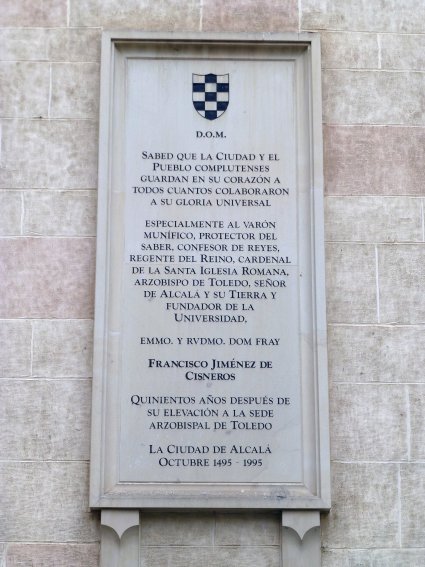 D.O.M.
SABED QUE LA CIUDAD Y EL
PUEBLO COMPLUTENSES
GUARDAN EN SU CORAZÓN A
TODOS CUANTOS COLABORARON
A SU GLORIA UNIVERSAL
ESPECIALMENTE AL VARÓN
MUNÍFICO, PROTECTOR DEL
SABER, CONFESOR DE REYES,
REGENTE DEL REINO, CARDENAL
DE LA SANTA IGLESIA ROMANA,
ARZOBISPO DE TOLEDO, SEÑOR
DE ALCALÁ Y SU TIERRA Y
FUNDADOR DE LA
UNIVERSIDAD,
EMMO. Y RVDMO. DOM FRAY
FRANCISCO JIMÉNEZ DE
CISNEROS
QUINIENTOS AÑOS DESPUÉS DE
SU ELEVACIÓN A LA SEDE
ARZOBISPAL DE TOLEDO
LA CIUDAD DE ALCALÁ
OCTUBRE 1495 - 1995